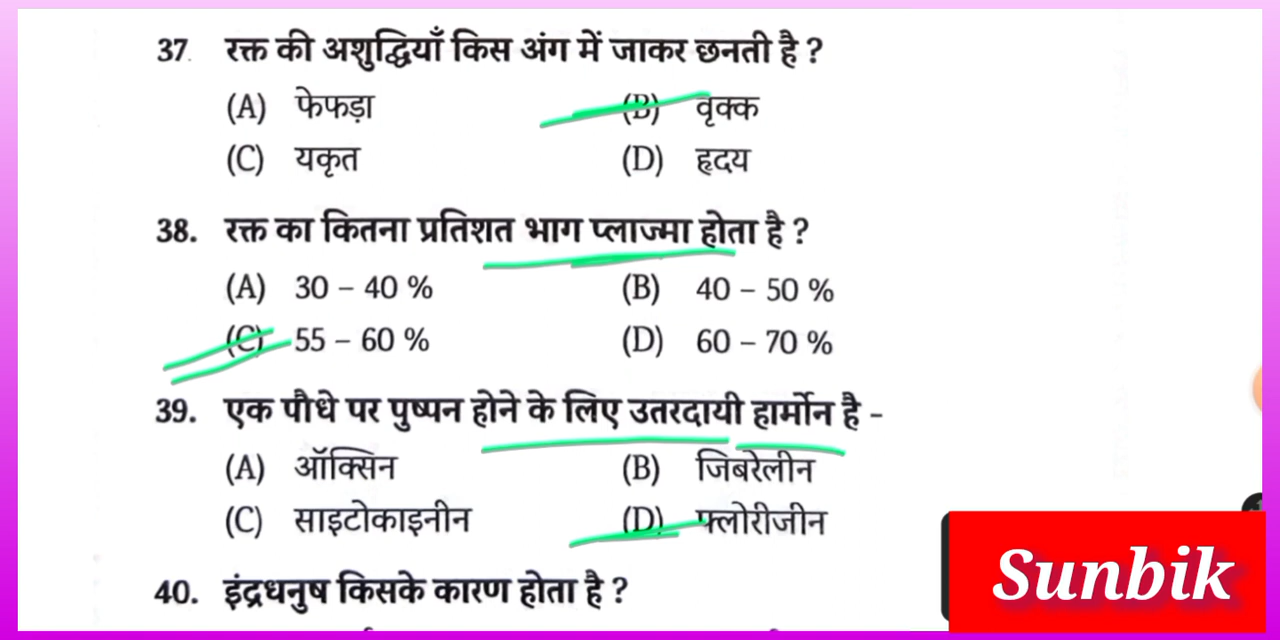 37. रक्त की अशुद्धियाँ किस अंग में जाकर छनती है ?
(A) फेफड़ा (B) वृक्क
(C) यकृत (D) हृदय
38. रक्त का कितना प्रतिशत भाग प्लाज्मा होता है ?
(A) 30 – 40 % (B) 40 – 50 %
(C) 55 – 60 % (D) 60 – 70 %
39. एक पौधे पर पुष्पन होने के लिए उतरदायी हार्मोन है -
(A) ऑक्सिन (B) जिबरेलीन
(C) साइटोकाइनीन (D) फ्लोरीजीन
40. इंद्रधनुष किसके कारण होता है ?
Sunbik